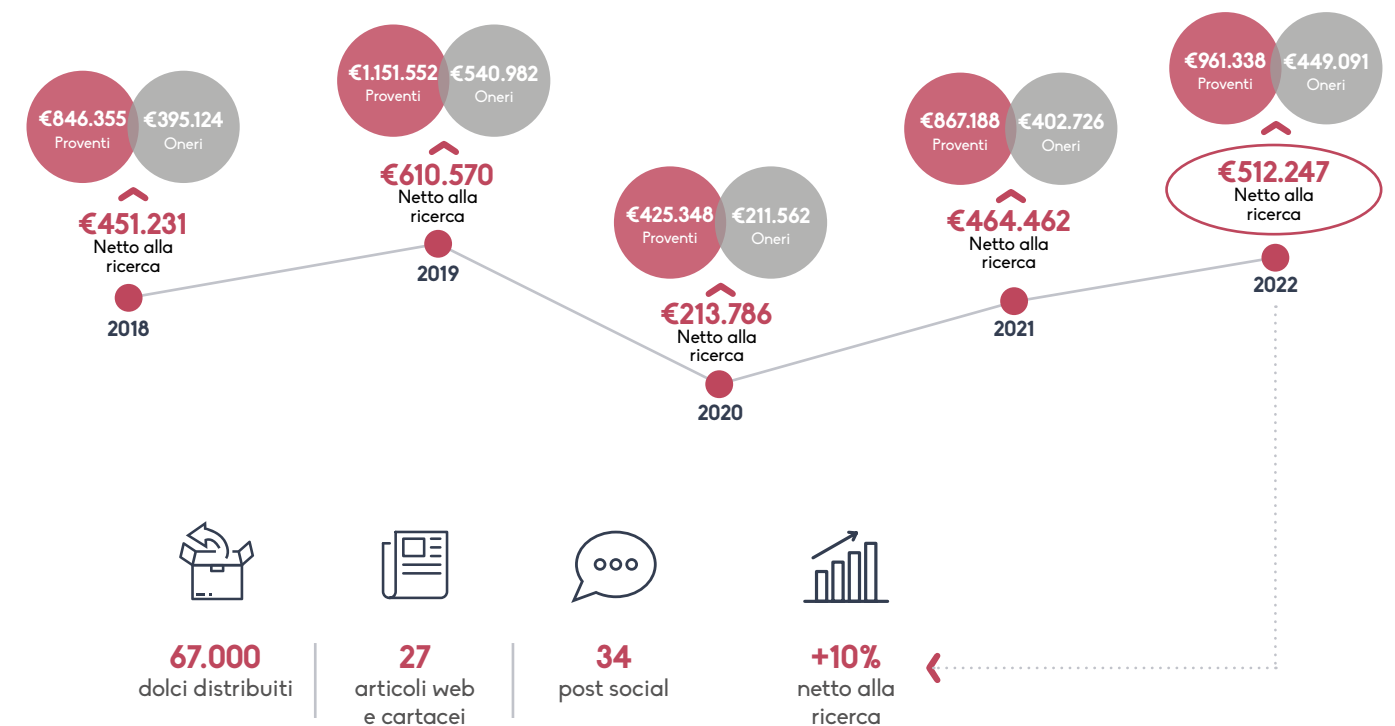 €846.355
Proventi
€395.124
Oneri
€451.231
Netto alla
ricerca
2018
€1.151.552
Proventi
€540.982
Oneri
€610.570
Netto alla
ricerca
2019
€425.348
Proventi
€211.562
Oneri
€213.786
Netto alla
ricerca
2020
€867.188
Proventi
€402.726
Oneri
€464.462
Netto alla
ricerca
2021
€961.338
Proventi
€449.091
Oneri
€512.247
Netto alla
ricerca
2022
67.000
dolci distribuiti
27
articoli web
e cartacei
34
post social
+10%
netto alla
ricerca